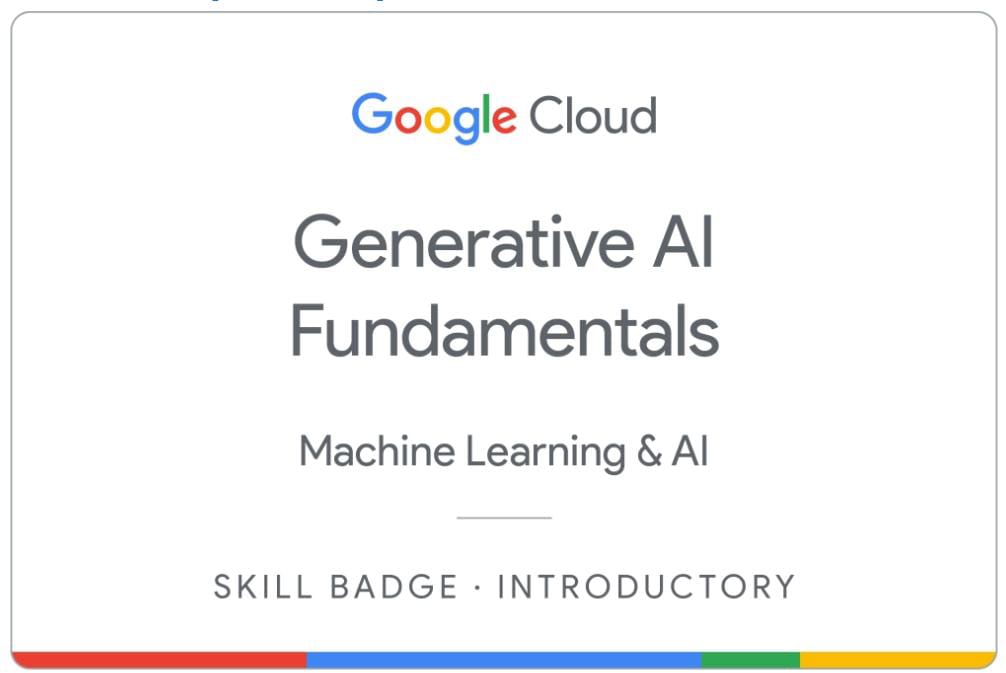 Google Cloud
Generative AI
Fundamentals
Machine Learning & AI
SKILL BADGE · INTRODUCTORY